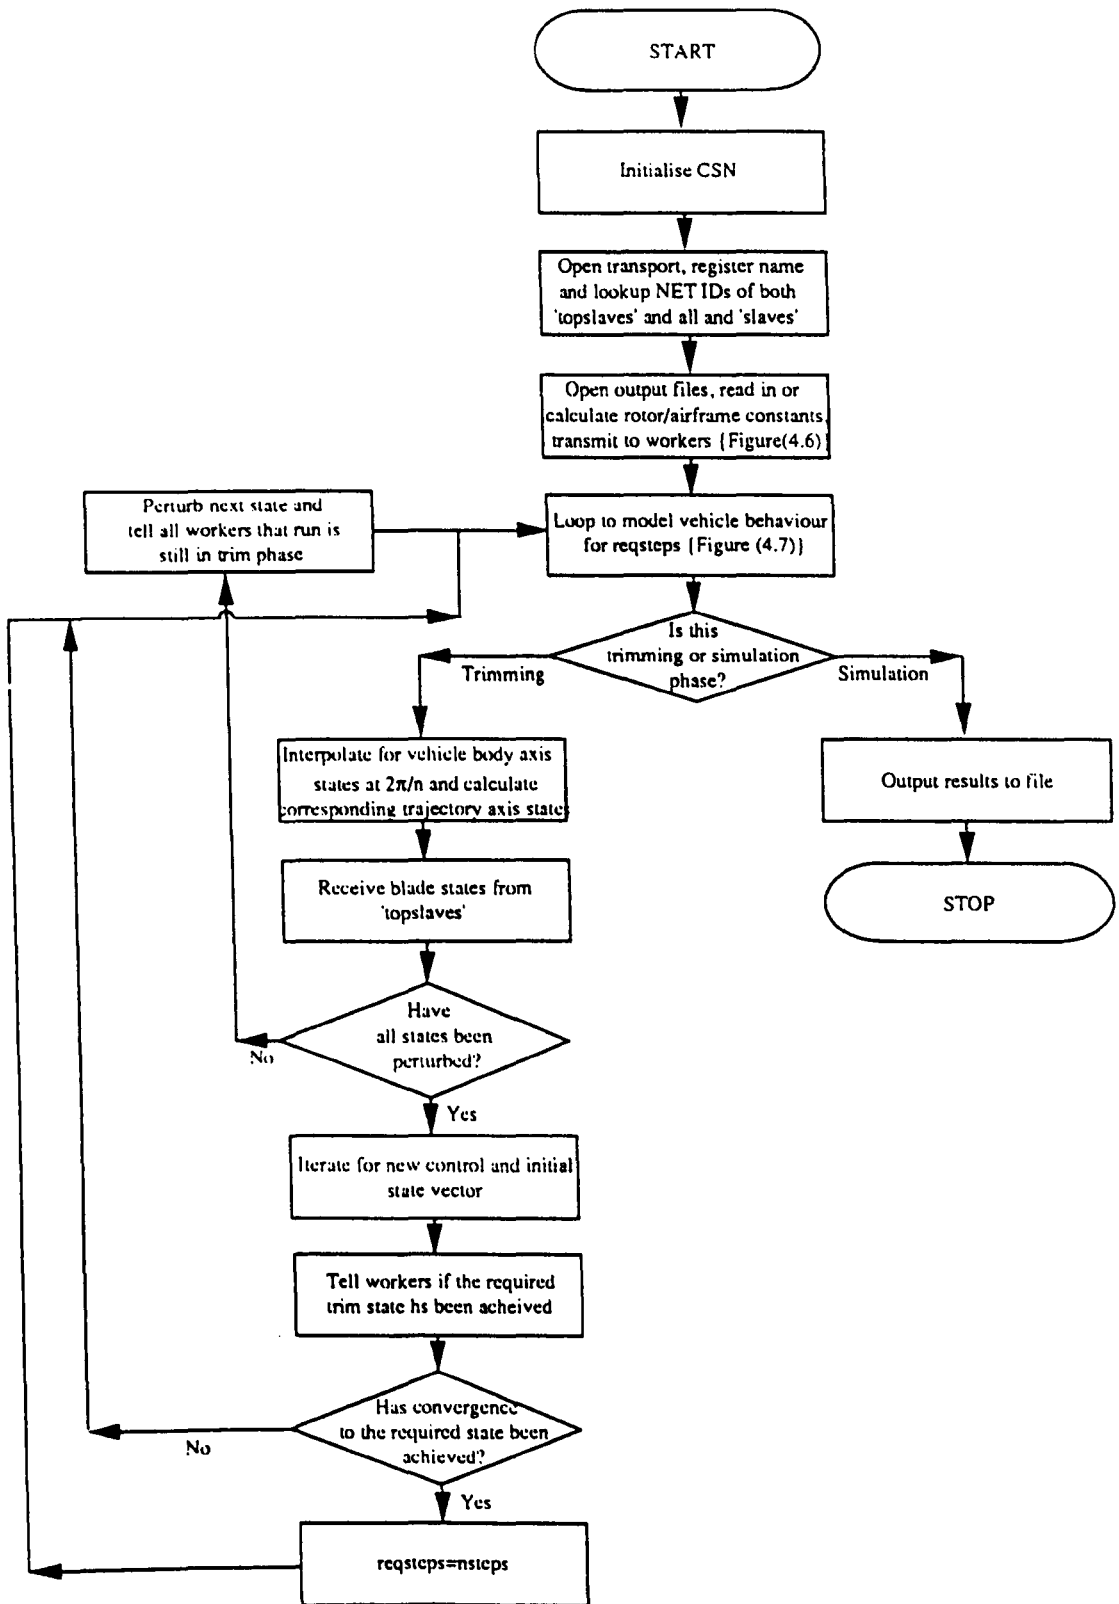 START
Initialise CSN
Open transport, register name
and lookup NET IDs of both
'topslaves' and all and 'slaves'
Open output files, read in or
calculate rotor/airframe constants,
transmit to workers {Figure(4.6)}
Perturb next state and
tell all workers that run is
still in trim phase
Loop to model vehicle behaviour
for reqsteps {Figure (4.7)}
Is this
trimming or simulation
phase?
Trimming
Simulation
Interpolate for vehicle body axis
states at 2π/n and calculate
corresponding trajectory axis states
Output results to file
Receive blade states from
'topslaves'
STOP
Have
all states been
perturbed?
No
Yes
Iterate for new control and initial
state vector
Tell workers if the required
trim state hs been acheived
Has convergence
to the required state been
achieved?
No
Yes
reqsteps=nsteps